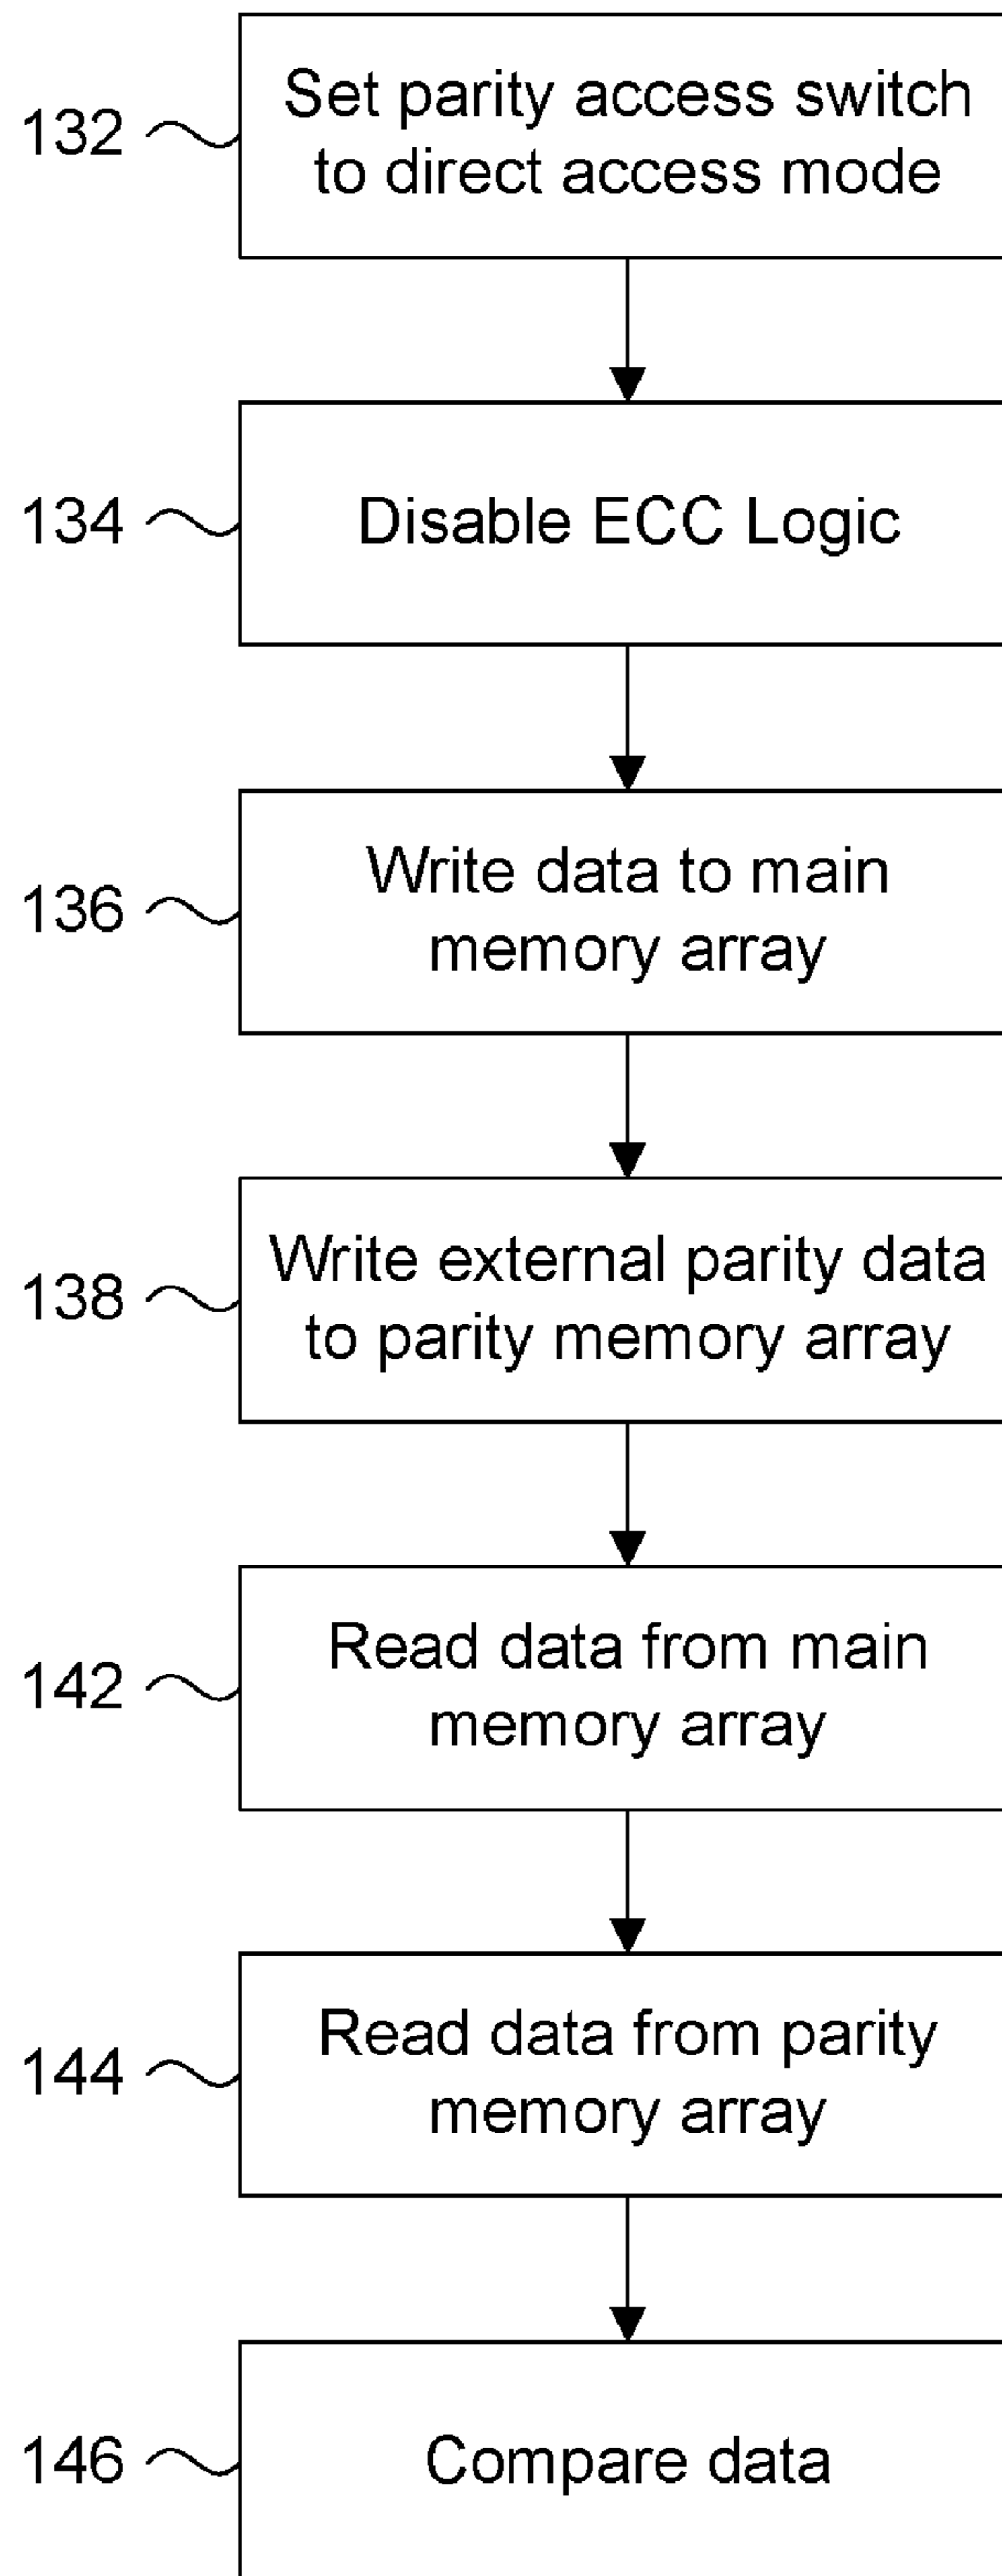 132
Set parity access switch
to direct access mode
134
Disable ECC Logic
136
Write data to main
memory array
138
Write external parity data
to parity memory array
142
Read data from main
memory array
144
Read data from parity
memory array
146
Compare data